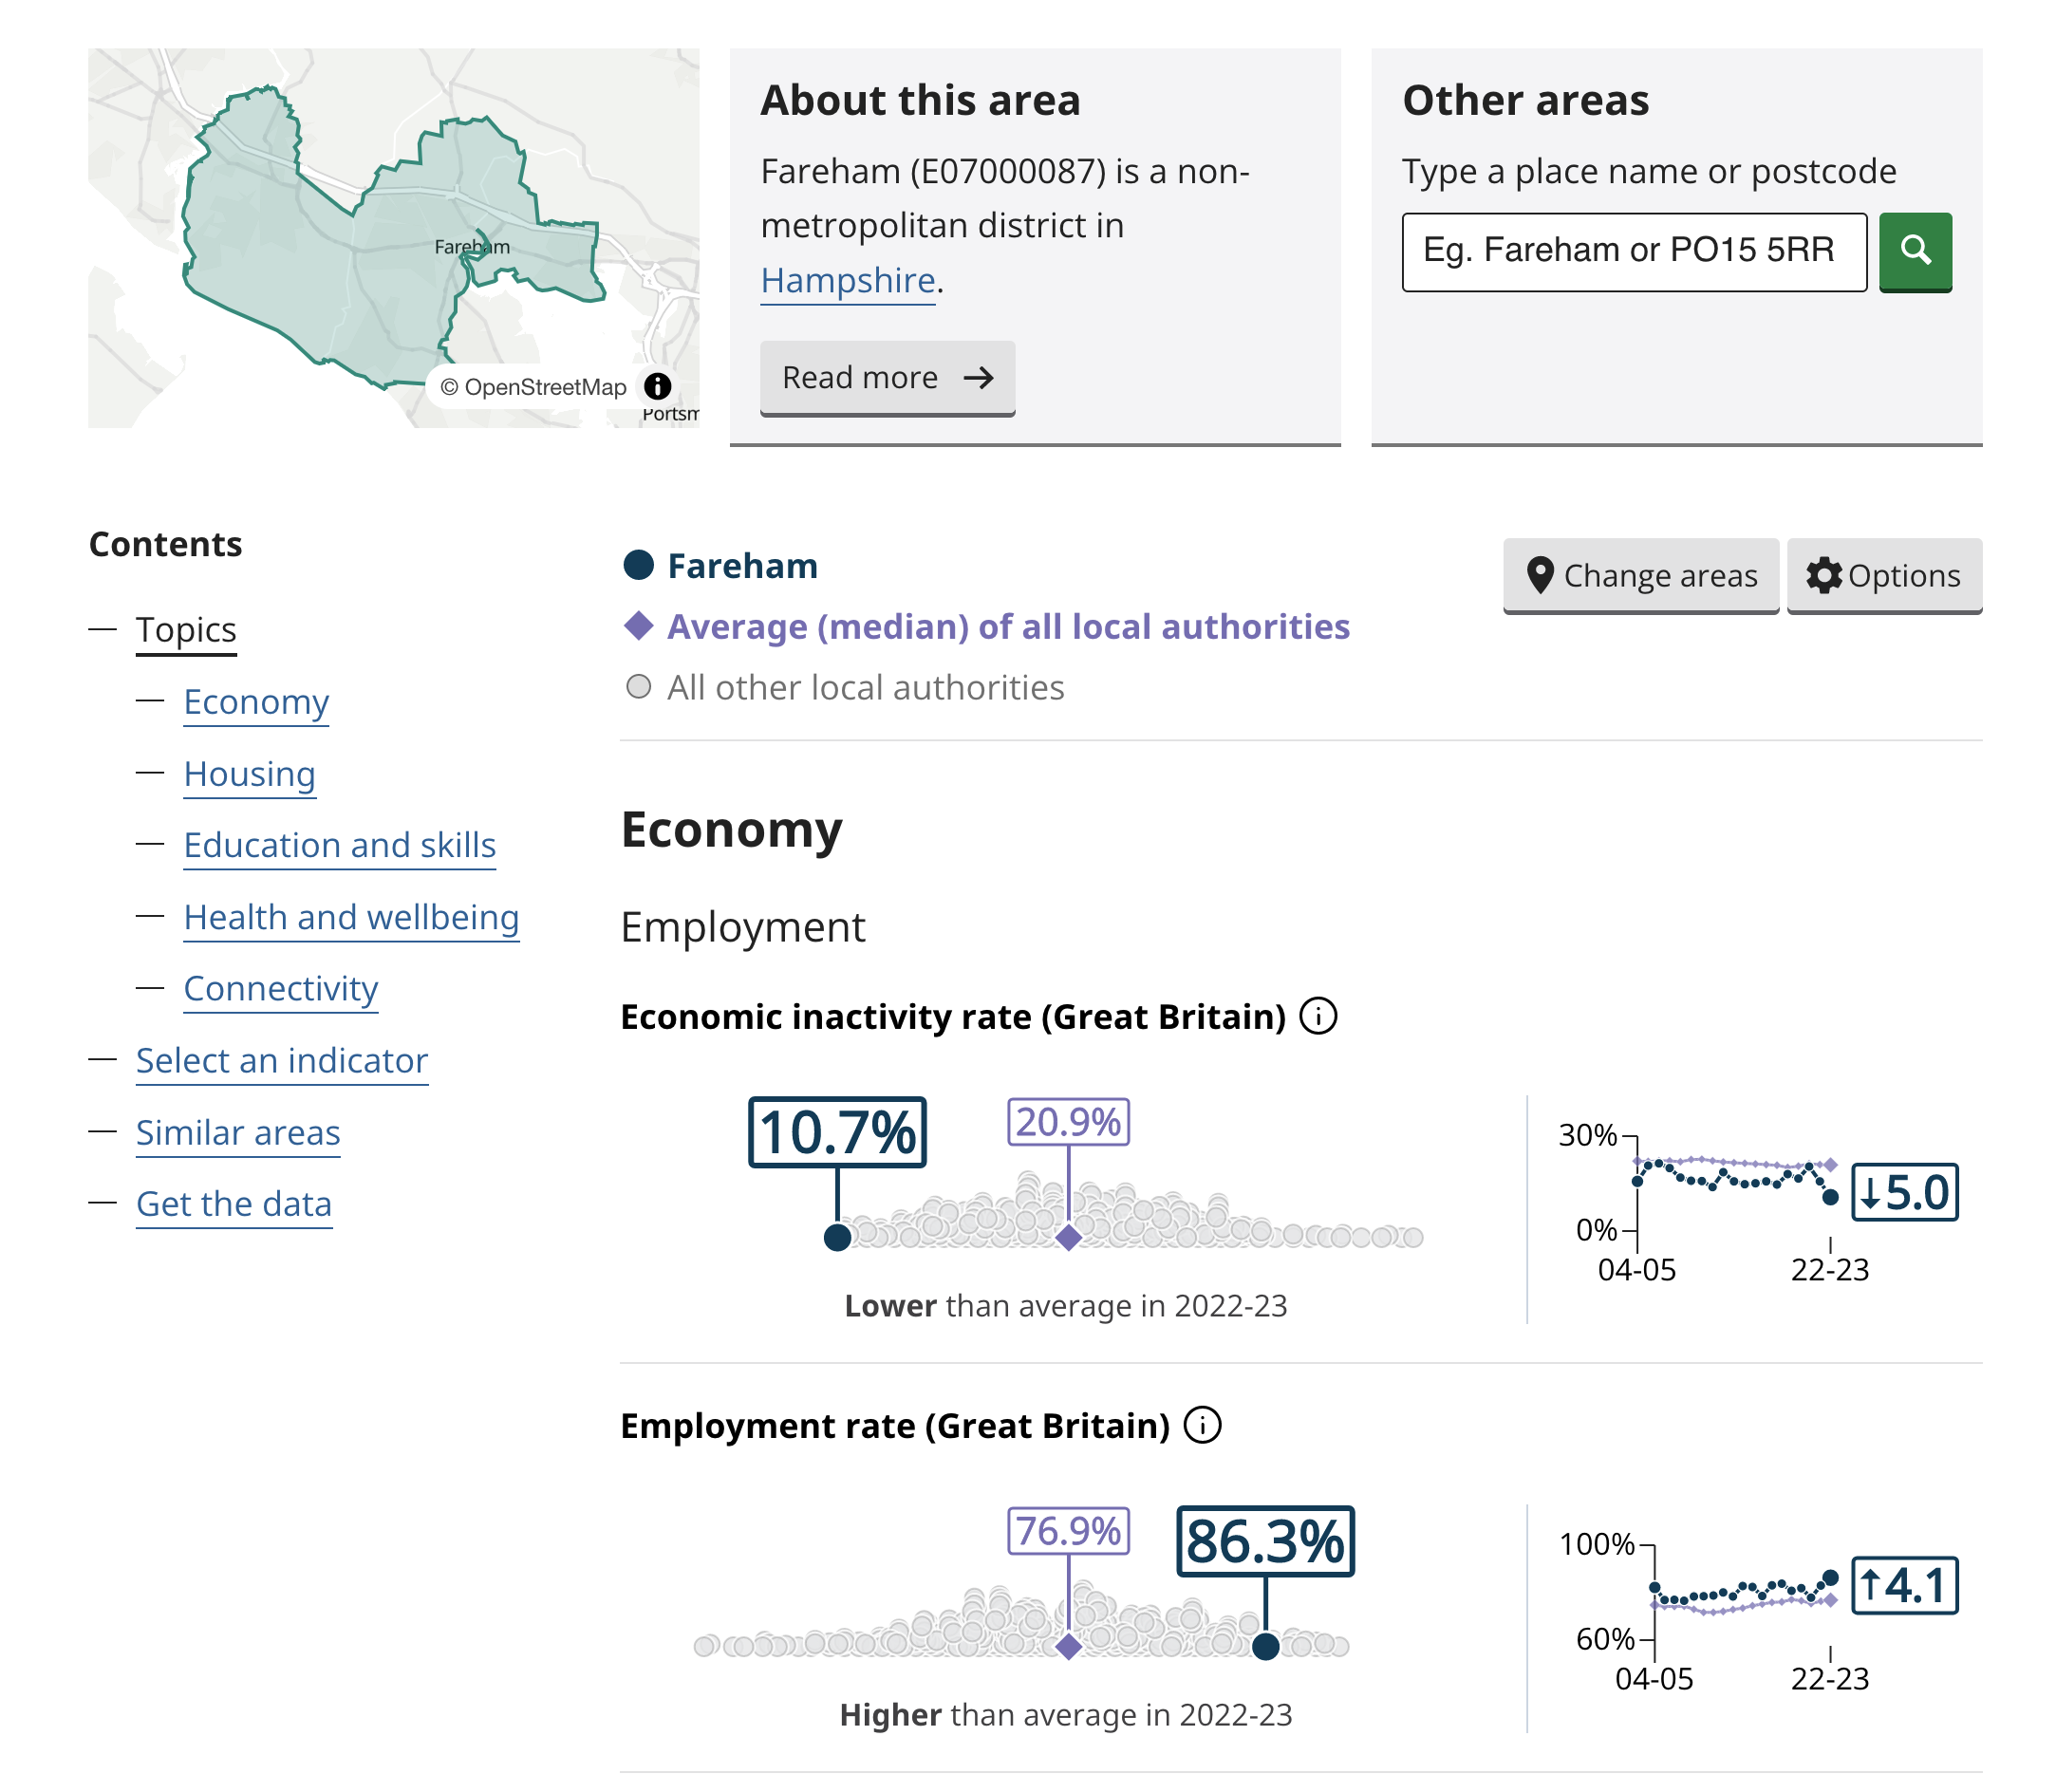 Fareham
© OpenStreetMap
Portsm
About this area
Fareham (E07000087) is a non-
metropolitan district in
Hampshire.
Read more
Other areas
Type a place name or postcode
Eg. Fareham or PO15 5RR
Contents
Topics
Economy
Housing
Education and skills
Health and wellbeing
Connectivity
Select an indicator
Similar areas
Get the data
Fareham
Average (median) of all local authorities
All other local authorities
Change areas
Options
Economy
Employment
Economic inactivity rate (Great Britain)
10.7%
20.9%
Lower than average in 2022-23
30%
0%
04-05
22-23
↓5.0
Employment rate (Great Britain)
76.9%
86.3%
Higher than average in 2022-23
100%
60%
04-05
22-23
↑4.1